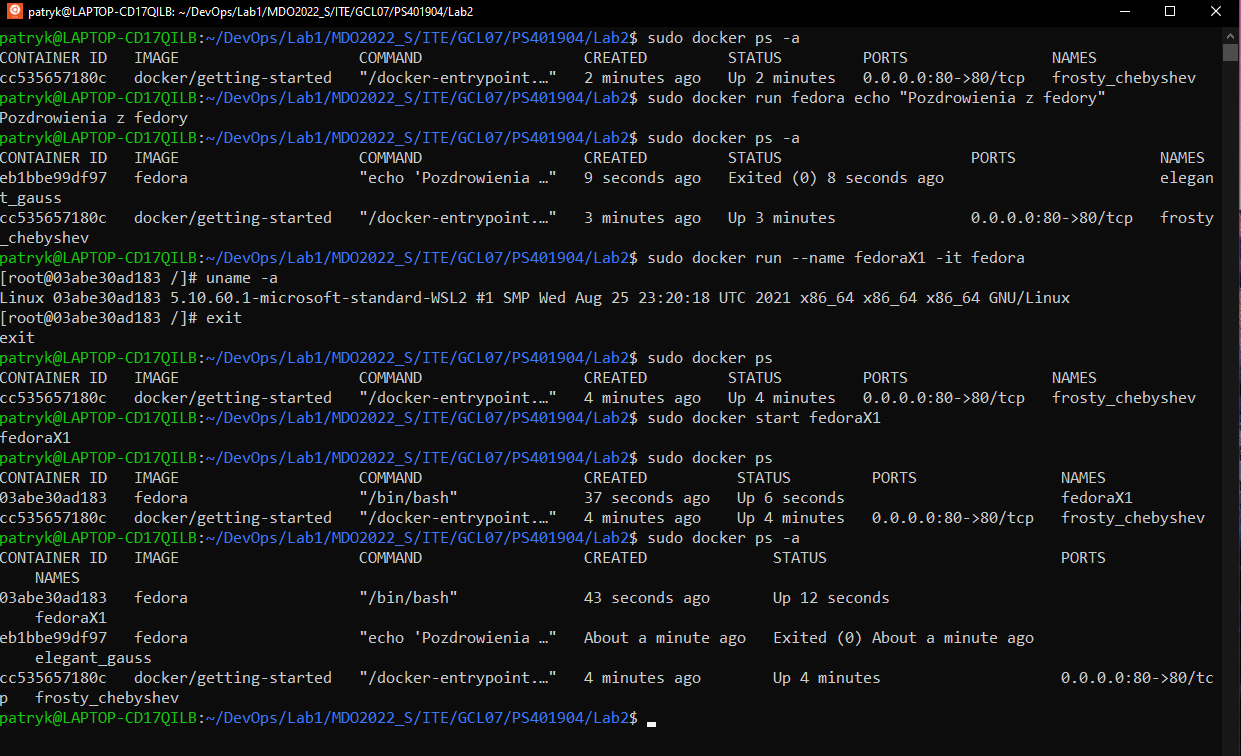 patryk@LAPTOP-CD17QILB: ~/DevOps/Lab1/MDO2022_S/ITE/GCL07/PS401904/Lab2
patryk@LAPTOP-CD17QILB:~/DevOps/Lab1/MDO2022_S/ITE/GCL07/PS401904/Lab2$ sudo docker ps -a
CONTAINER ID   IMAGE                    COMMAND                  CREATED         STATUS         PORTS                NAMES
cc535657180c   docker/getting-started   "/docker-entrypoint.…"   2 minutes ago   Up 2 minutes   0.0.0.0:80->80/tcp   frosty_chebyshev
patryk@LAPTOP-CD17QILB:~/DevOps/Lab1/MDO2022_S/ITE/GCL07/PS401904/Lab2$ sudo docker run fedora echo "Pozdrowienia z fedory"
Pozdrowienia z fedory
patryk@LAPTOP-CD17QILB:~/DevOps/Lab1/MDO2022_S/ITE/GCL07/PS401904/Lab2$ sudo docker ps -a
CONTAINER ID   IMAGE                    COMMAND                  CREATED         STATUS                     PORTS                NAMES
eb1bbe99df97   fedora                   "echo 'Pozdrowienia …"   9 seconds ago   Exited (0) 8 seconds ago                        elegan
t_gauss
cc535657180c   docker/getting-started   "/docker-entrypoint.…"   3 minutes ago   Up 3 minutes               0.0.0.0:80->80/tcp   frosty
_chebyshev
patryk@LAPTOP-CD17QILB:~/DevOps/Lab1/MDO2022_S/ITE/GCL07/PS401904/Lab2$ sudo docker run --name fedoraX1 -it fedora
[root@03abe30ad183 /]# uname -a
Linux 03abe30ad183 5.10.60.1-microsoft-standard-WSL2 #1 SMP Wed Aug 25 23:20:18 UTC 2021 x86_64 x86_64 x86_64 GNU/Linux
[root@03abe30ad183 /]# exit
exit
patryk@LAPTOP-CD17QILB:~/DevOps/Lab1/MDO2022_S/ITE/GCL07/PS401904/Lab2$ sudo docker ps
CONTAINER ID   IMAGE                    COMMAND                  CREATED         STATUS         PORTS                NAMES
cc535657180c   docker/getting-started   "/docker-entrypoint.…"   4 minutes ago   Up 4 minutes   0.0.0.0:80->80/tcp   frosty_chebyshev
patryk@LAPTOP-CD17QILB:~/DevOps/Lab1/MDO2022_S/ITE/GCL07/PS401904/Lab2$ sudo docker start fedoraX1
fedoraX1
patryk@LAPTOP-CD17QILB:~/DevOps/Lab1/MDO2022_S/ITE/GCL07/PS401904/Lab2$ sudo docker ps
CONTAINER ID   IMAGE                    COMMAND                  CREATED          STATUS         PORTS                NAMES
03abe30ad183   fedora                   "/bin/bash"              37 seconds ago   Up 6 seconds                        fedoraX1
cc535657180c   docker/getting-started   "/docker-entrypoint.…"   4 minutes ago    Up 4 minutes   0.0.0.0:80->80/tcp   frosty_chebyshev
patryk@LAPTOP-CD17QILB:~/DevOps/Lab1/MDO2022_S/ITE/GCL07/PS401904/Lab2$ sudo docker ps -a
CONTAINER ID   IMAGE                    COMMAND                  CREATED              STATUS                          PORTS
    NAMES
03abe30ad183   fedora                   "/bin/bash"              43 seconds ago       Up 12 seconds
    fedoraX1
eb1bbe99df97   fedora                   "echo 'Pozdrowienia …"   About a minute ago   Exited (0) About a minute ago
    elegant_gauss
cc535657180c   docker/getting-started   "/docker-entrypoint.…"   4 minutes ago        Up 4 minutes                    0.0.0.0:80->80/tc
p   frosty_chebyshev
patryk@LAPTOP-CD17QILB:~/DevOps/Lab1/MDO2022_S/ITE/GCL07/PS401904/Lab2$